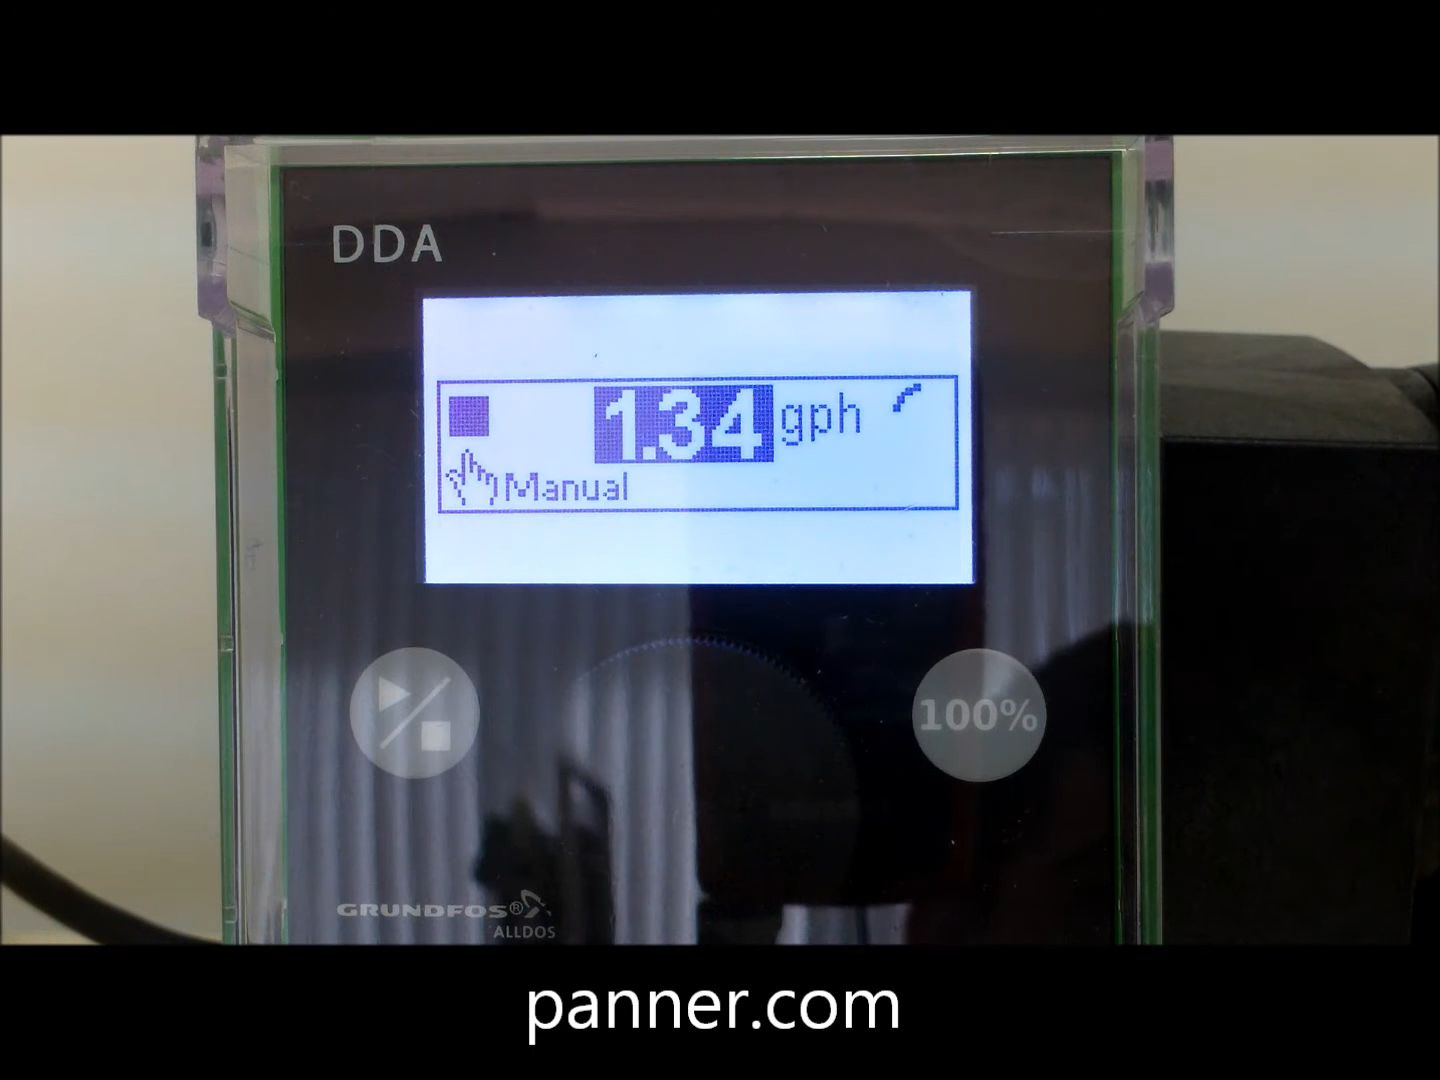 DDA
1.34 gph
Manual
100%
GRUNDFOS®
ALLDOS
panner.com